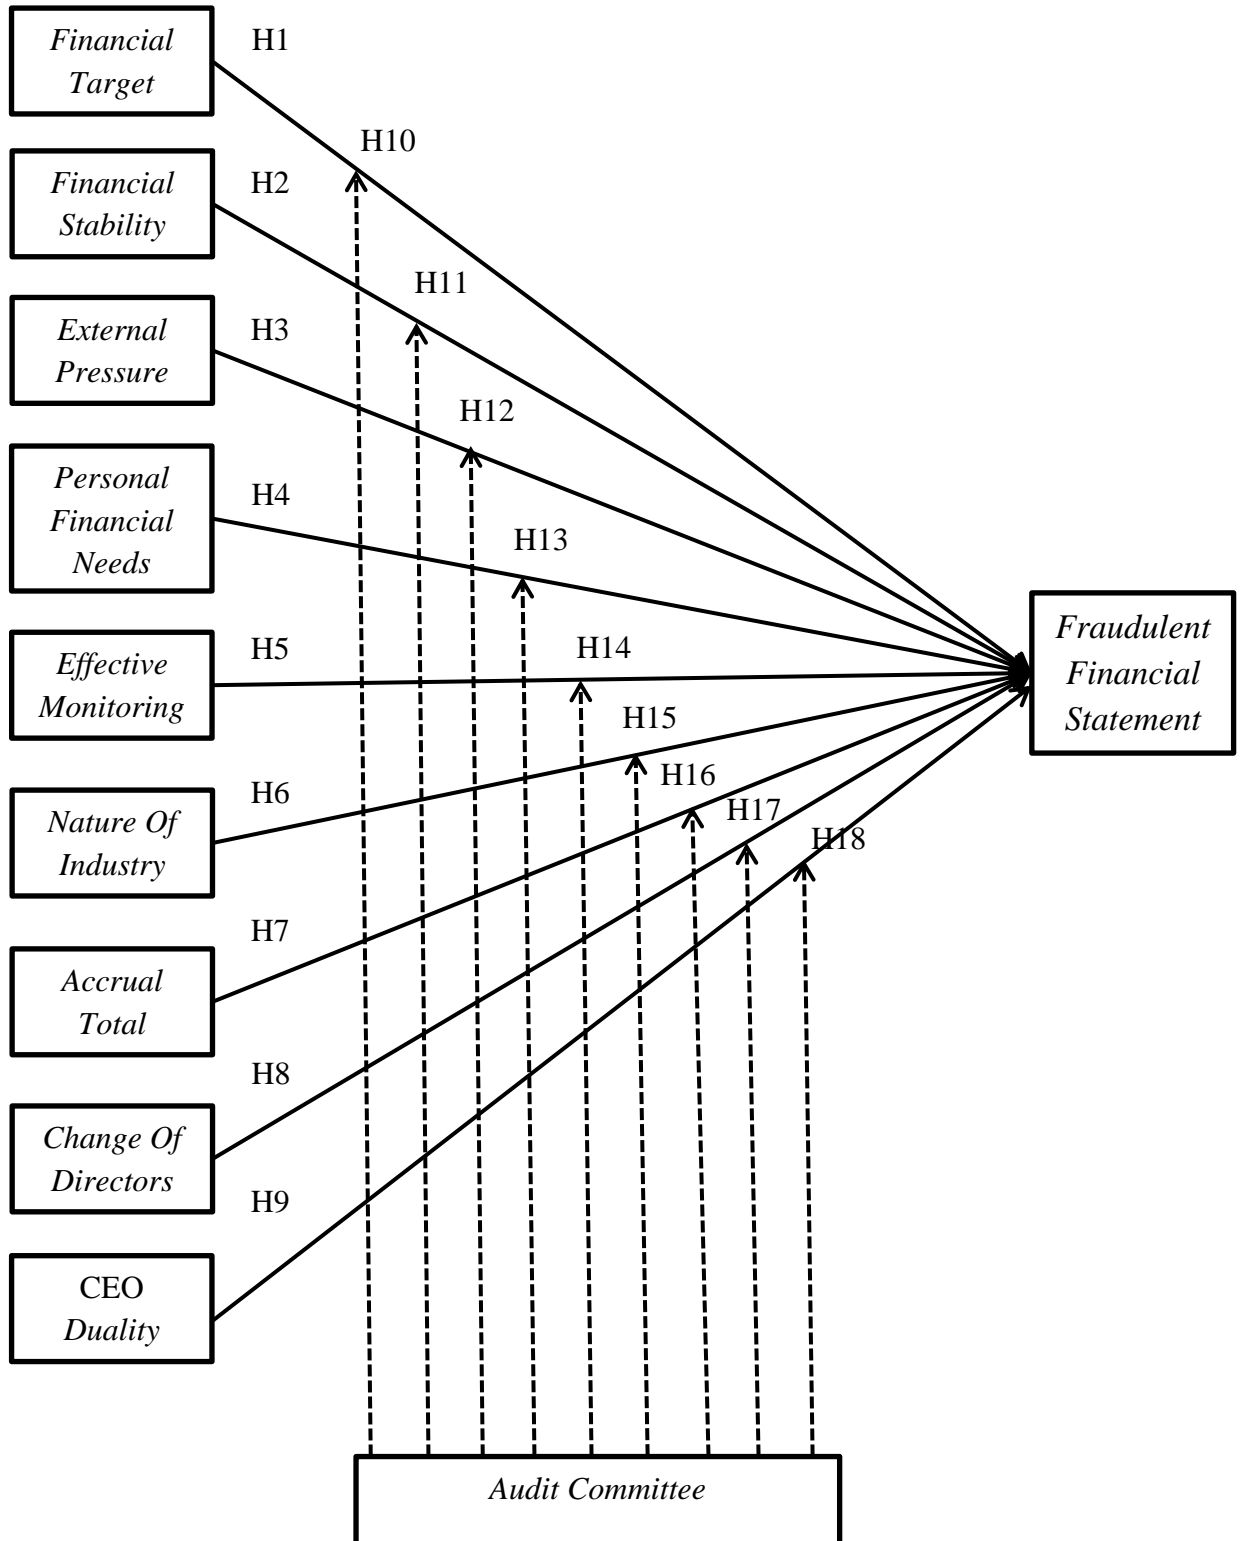 Financial
Target
H1
H10
Financial
Stability
H2
H11
External
Pressure
H3
H12
Personal
Financial
Needs
H4
H13
Effective
Monitoring
H5
H14
Fraudulent
Financial
Statement
H15
Nature Of
Industry
H6
H16
H17
H18
Accrual
Total
H7
Change Of
Directors
H8
CEO
Duality
H9
Audit Committee